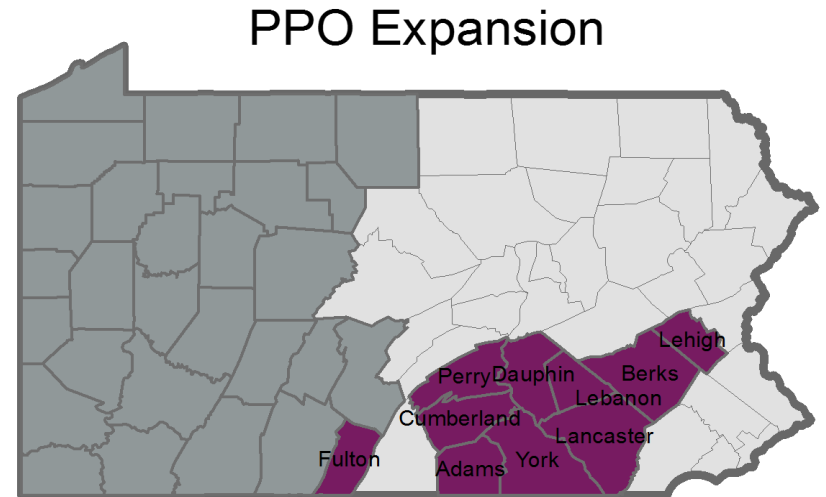 PPO Expansion
Lehigh
Perry
Dauphin
Berks
Lebanon
Cumberland
Lancaster
Fulton
Adams
York